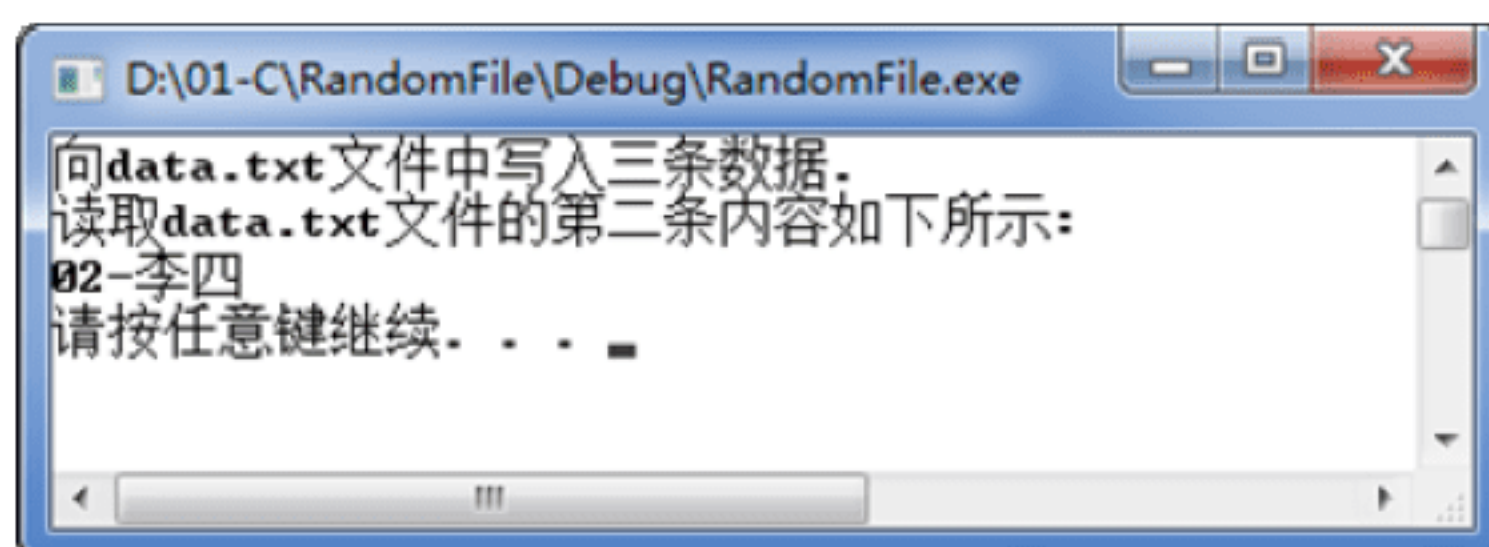 D:\01-C\RandomFile\Debug\RandomFile.exe
向data.txt文件中写入三条数据.
读取data.txt文件的第二条内容如下所示:
02-李四
请按任意键继续. . .